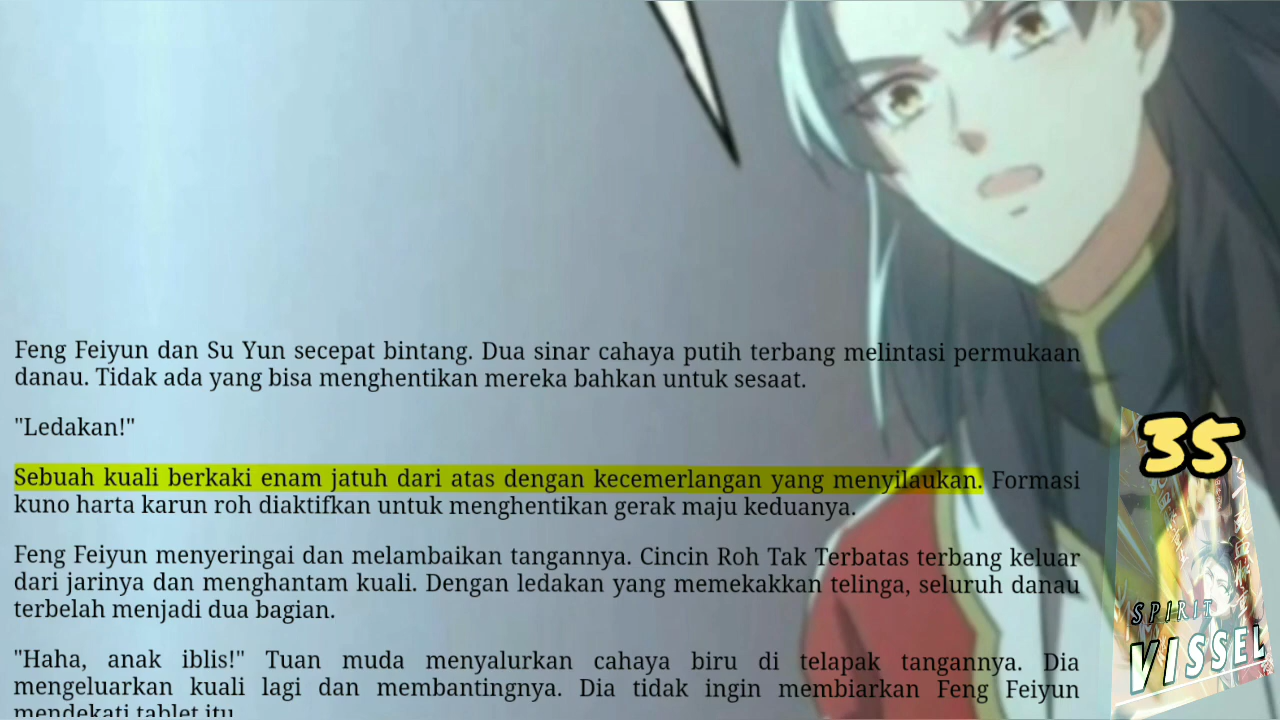 Feng Feiyun dan Su Yun secepat bintang. Dua sinar cahaya putih terbang melintasi permukaan
danau. Tidak ada yang bisa menghentikan mereka bahkan untuk sesaat.
"Ledakan!"
Sebuah kuali berkaki enam jatuh dari atas dengan kecemerlangan yang menyilaukan. Formasi
kuno harta karun roh diaktifkan untuk menghentikan gerak maju keduanya.
Feng Feiyun menyeringai dan melambaikan tangannya. Cincin Roh Tak Terbatas terbang keluar
dari jarinya dan menghantam kuali. Dengan ledakan yang memekakkan telinga, seluruh danau
terbelah menjadi dua bagian.
"Haha, anak iblis!" Tuan muda menyalurkan cahaya biru di telapak tangannya. Dia
mengeluarkan kuali lagi dan membantingnya. Dia tidak ingin membiarkan Feng Feiyun
mendekati tablet itu
35
SPIRIT
VISSEL